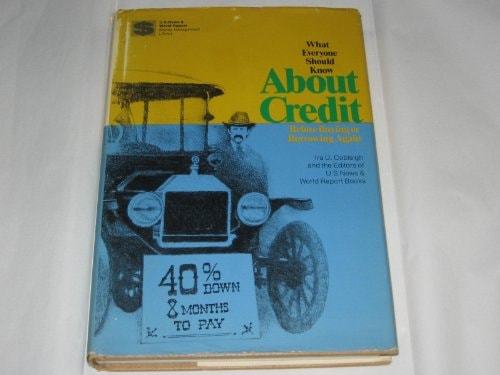 U.S.News &
World Report
Money Management
Library
What
Everyone
Should
Know
About
Credit
Before Buying or
Borrowing Again
Ira U. Cobleigh
and the Editors of
U.S.News &
World Report Books
40% DOWN
8 MONTHS
TO PAY